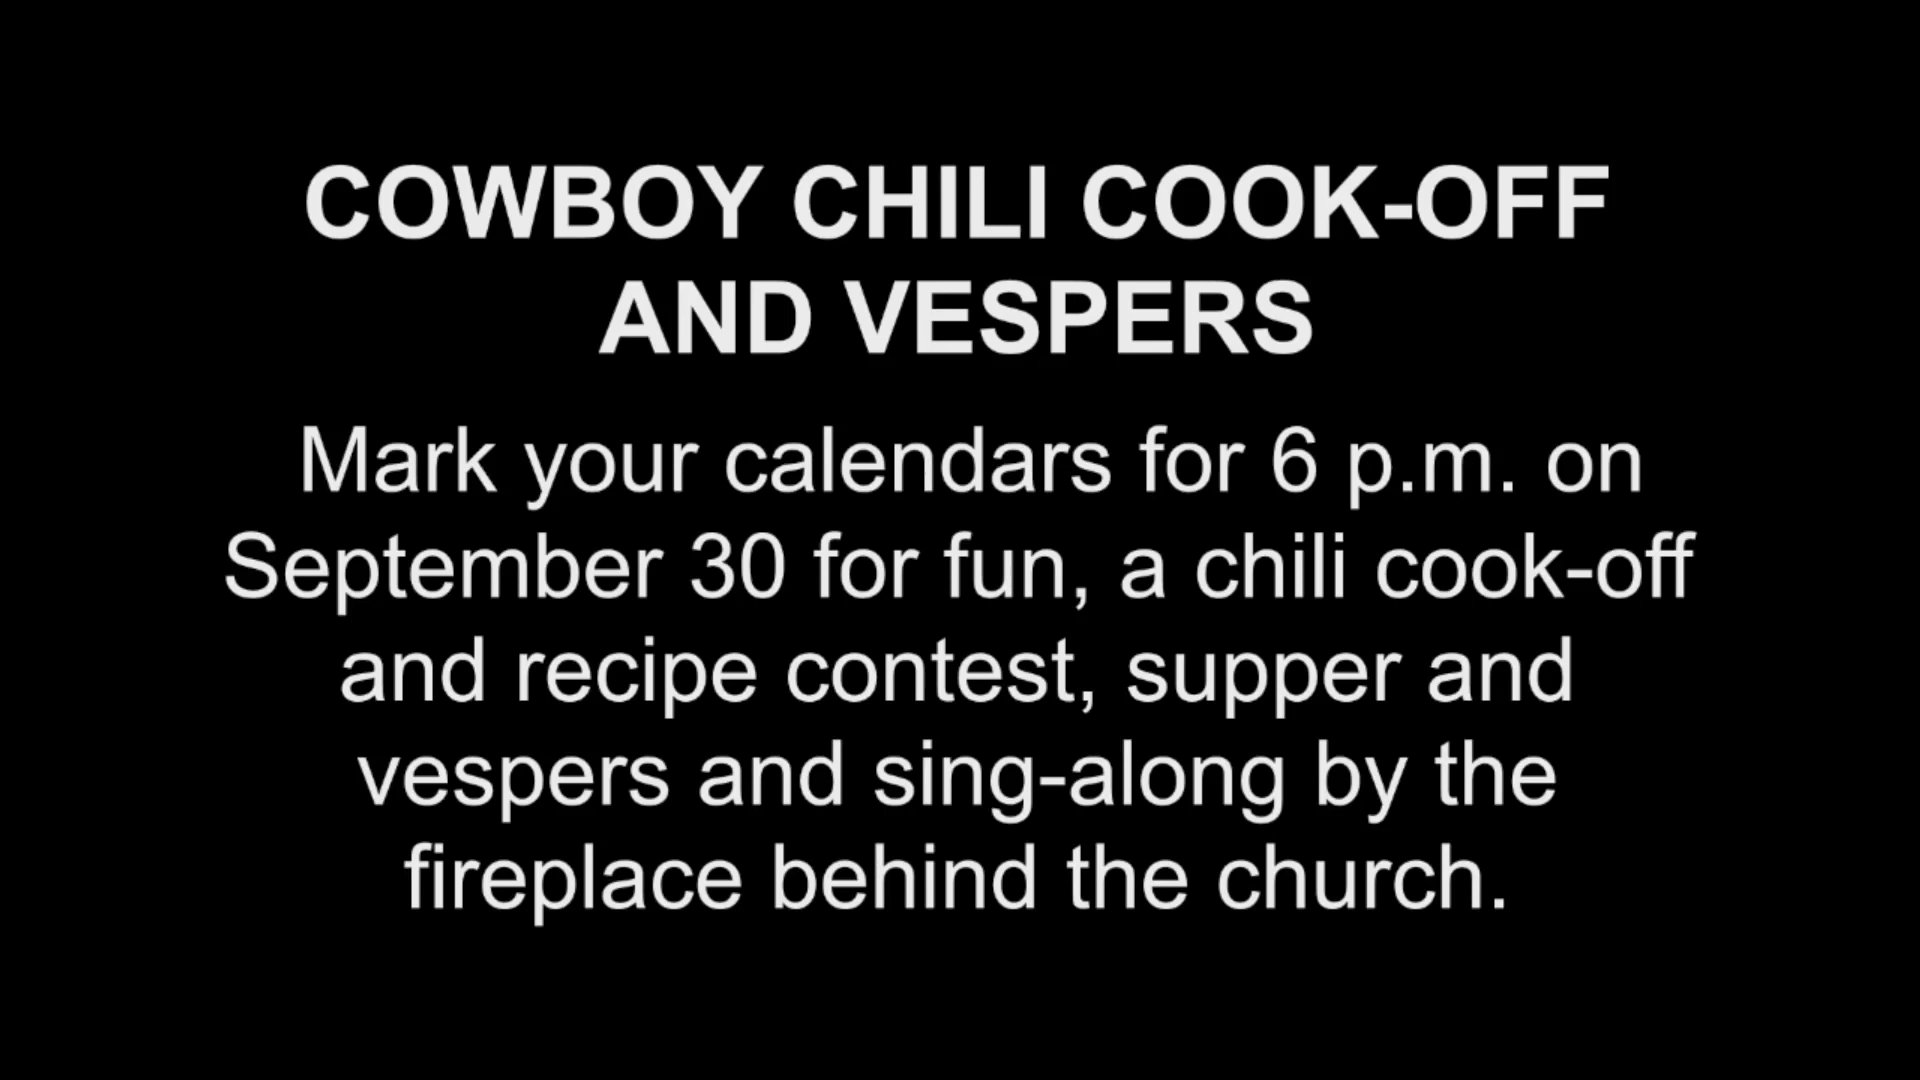 COWBOY CHILI COOK-OFF
AND VESPERS
Mark your calendars for 6 p.m. on
September 30 for fun, a chili cook-off
and recipe contest, supper and
vespers and sing-along by the
fireplace behind the church.